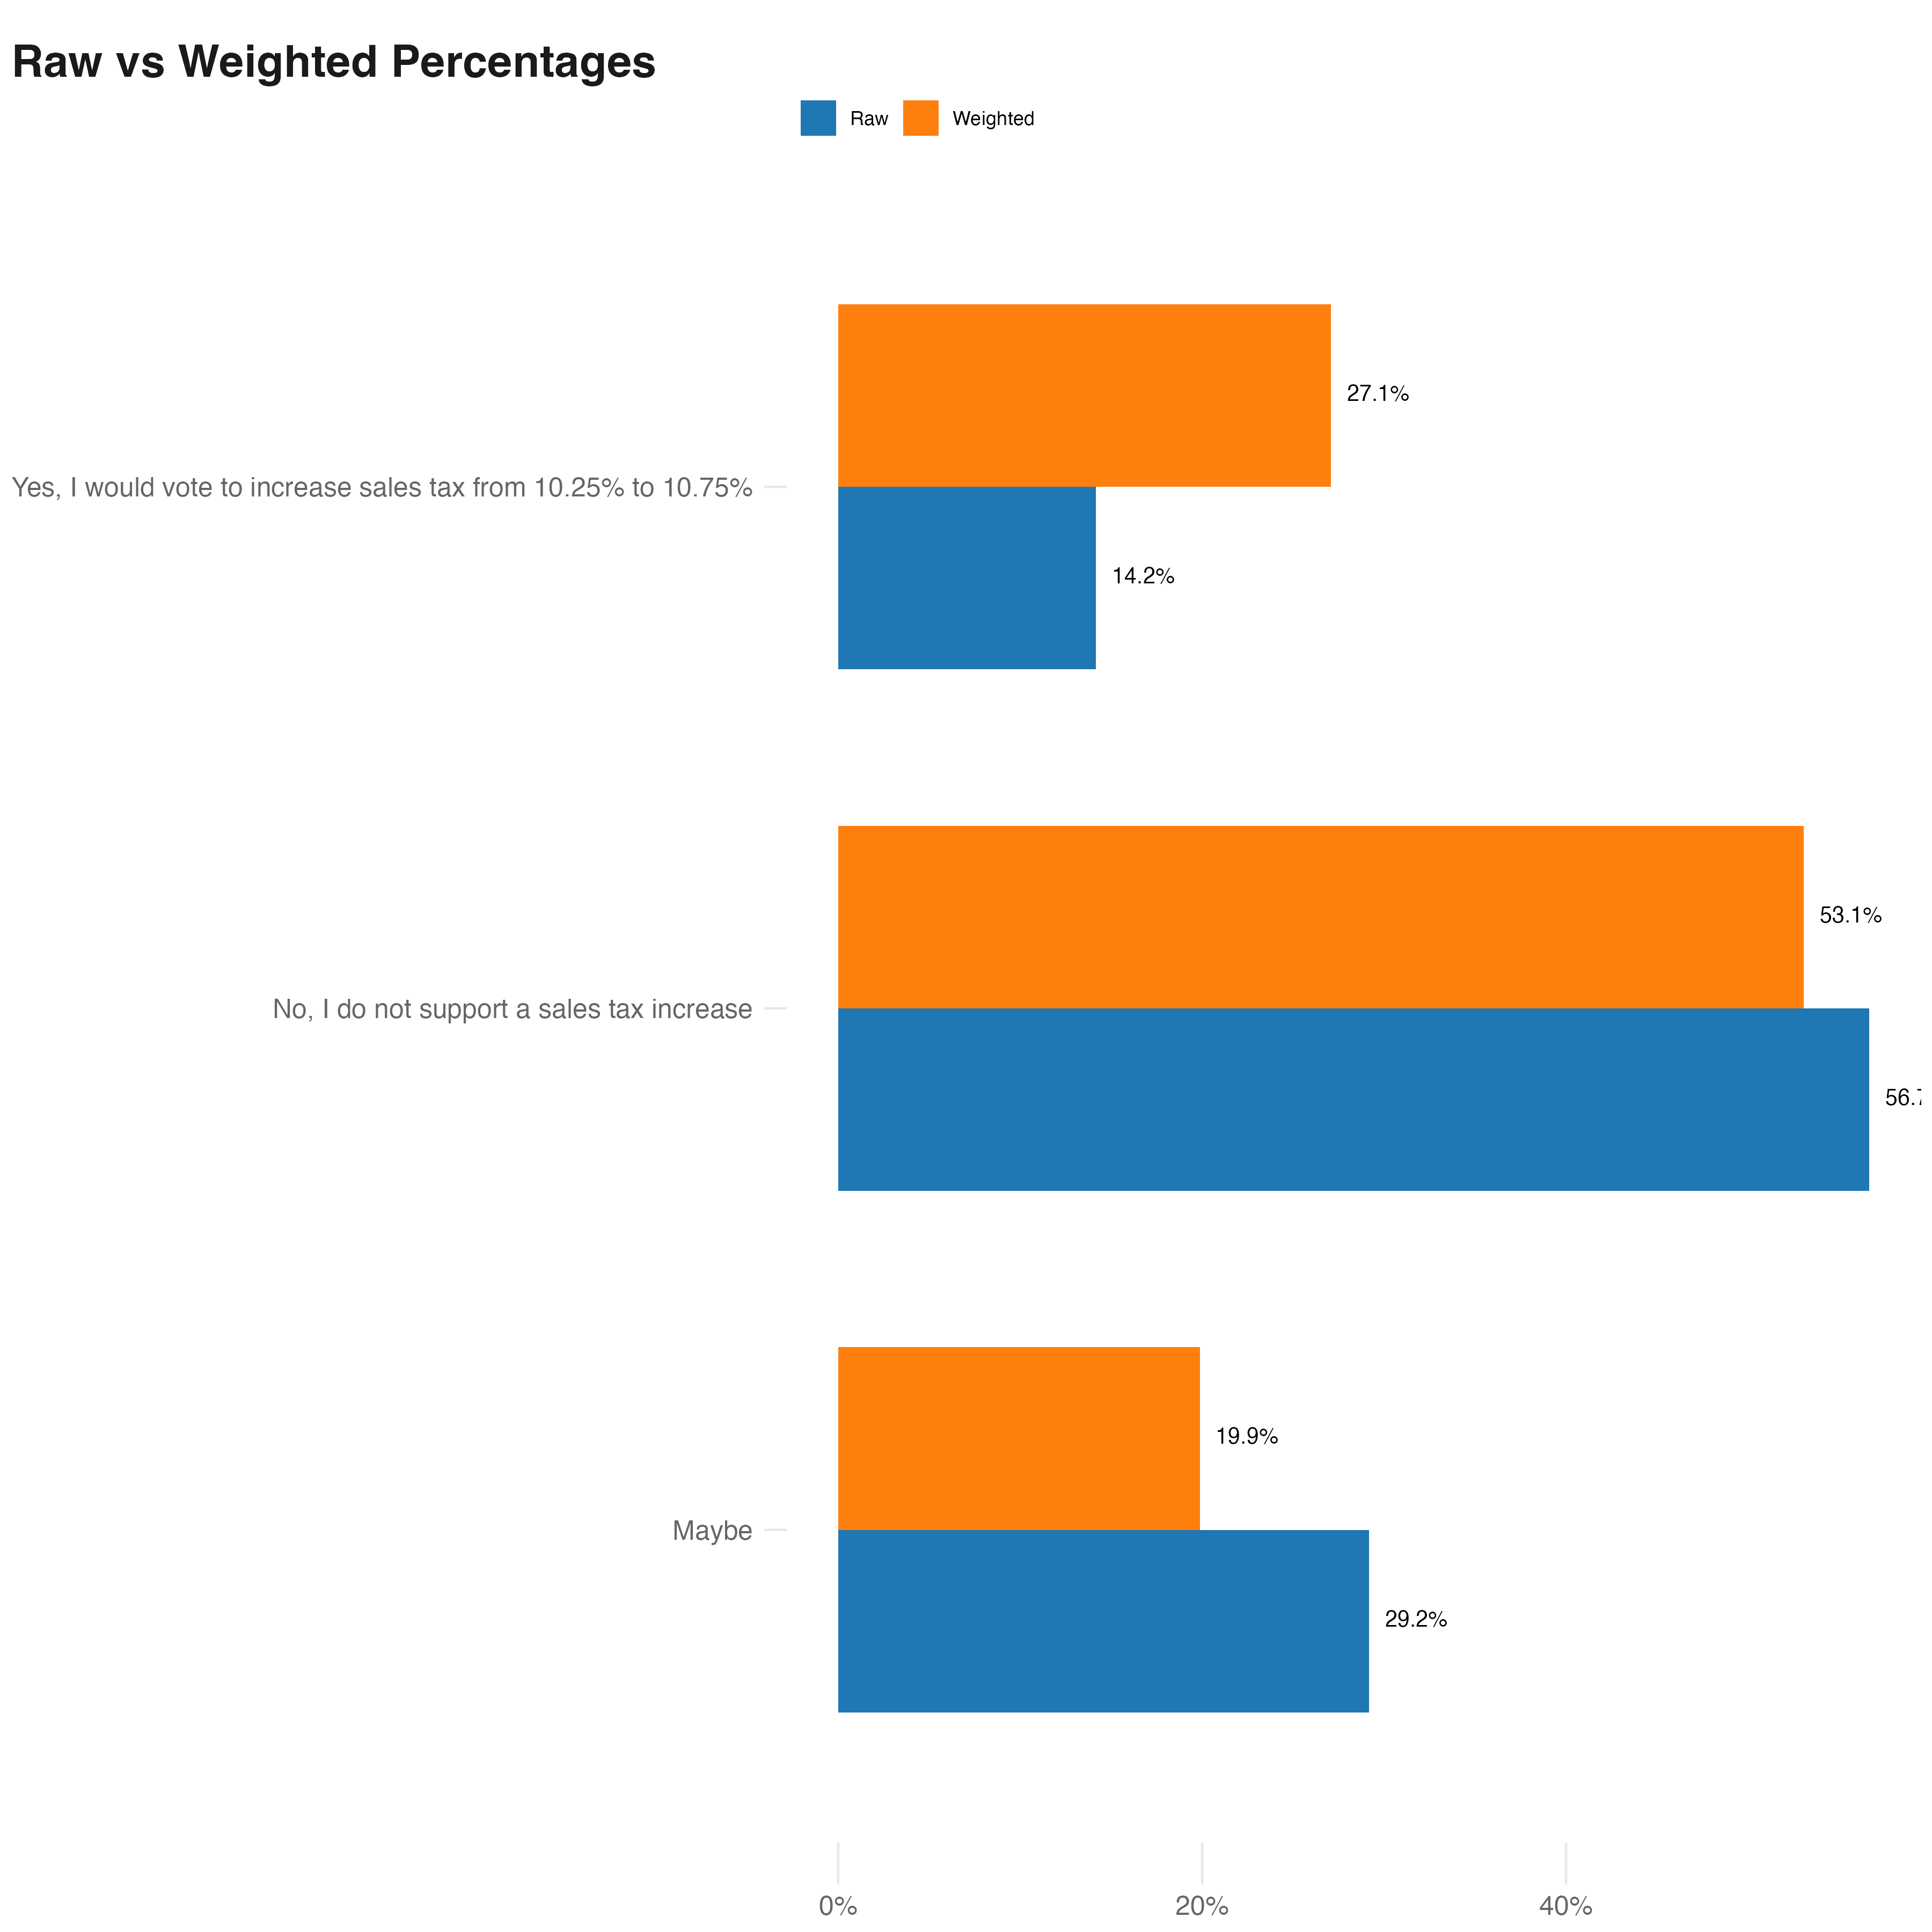 Raw vs Weighted Percentages
Raw Weighted
27.1%
Yes, I would vote to increase sales tax from 10.25% to 10.75%
14.2%
53.1%
No, I do not support a sales tax increase
56.7
19.9%
Maybe
29.2%
0% 20% 40%